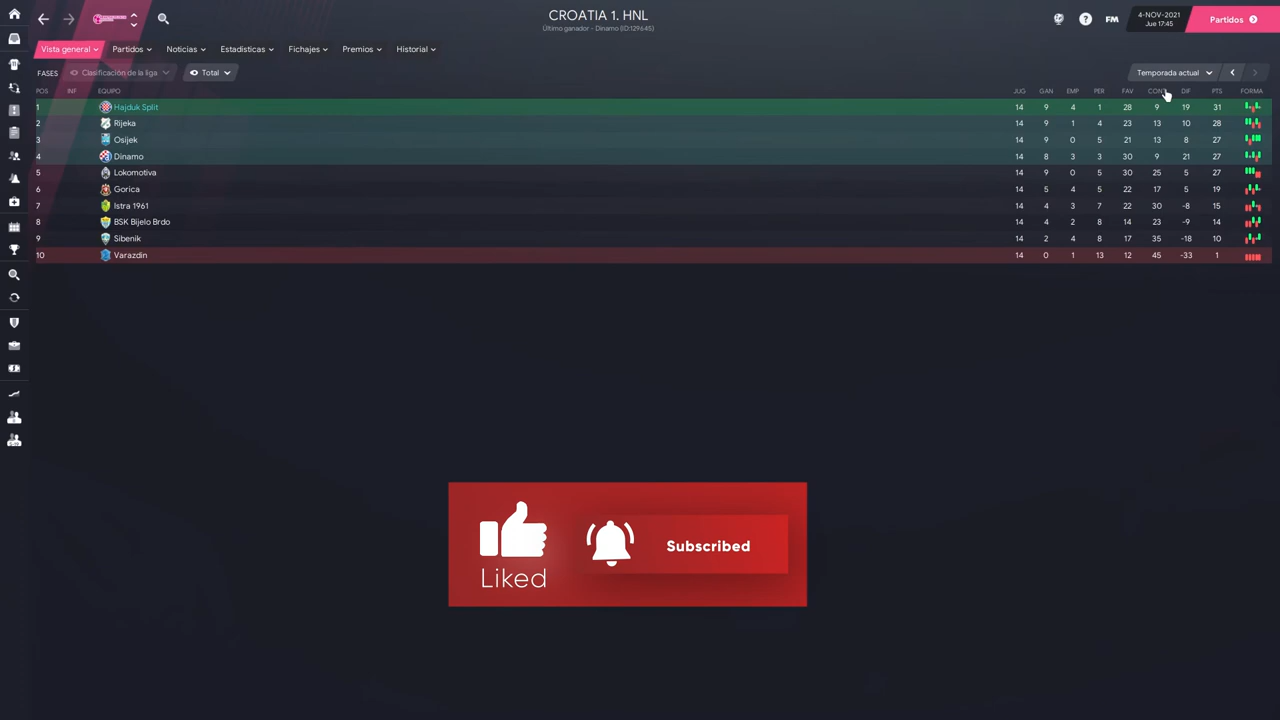 CROATIA 1. HNL
Último ganador - Dinamo (ID:129645)
FM
4-NOV-2021
Jue 17:45
Partidos
Vista general
Partidos
Noticias
Estadísticas
Fichajes
Premios
Historial
FASES
Clasificación de la liga
Total
Temporada actual
POS INF EQUIPO JUG GAN EMP PER FAV DIF PTS FORMA
1 Hajduk Split 14 9 4 1 28 9 19 31
2 Rijeka 14 9 1 4 23 13 10 28
3 Osijek 14 9 0 5 21 13 8 27
4 Dinamo 14 8 3 3 30 9 21 27
5 Lokomotiva 14 9 0 5 30 25 5 27
6 Gorica 14 5 4 5 22 17 5 19
7 Istra 1961 14 4 3 7 22 30 -8 15
8 BSK Bijelo Brdo 14 4 2 8 14 23 -9 14
9 Sibenik 14 2 4 8 17 35 -18 10
10 Varazdin 14 0 1 13 12 45 -33 1
Liked
Subscribed